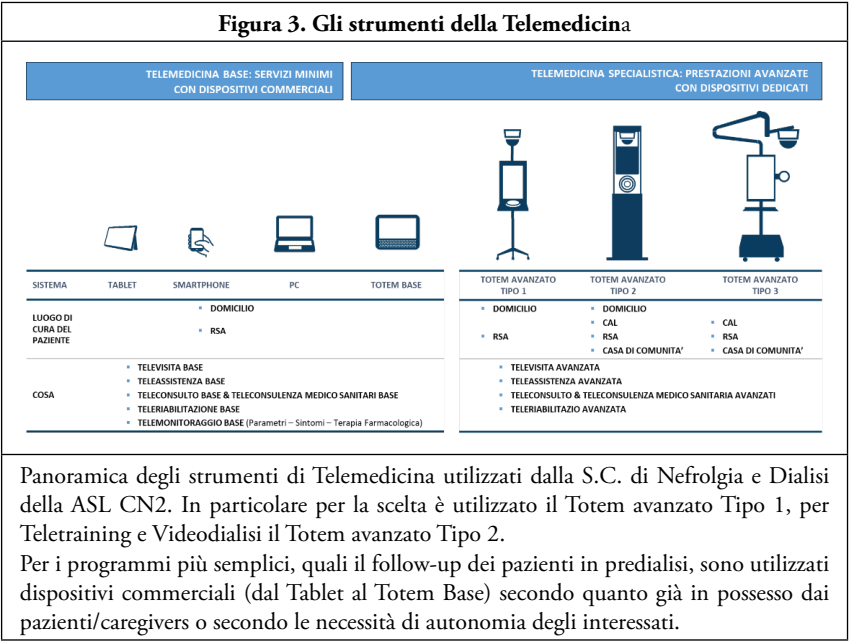 Figura 3. Gli strumenti della Telemedicina
TELEMEDICINA BASE: SERVIZI MINIMI
CON DISPOSITIVI COMMERCIALI
TELEMEDICINA SPECIALISTICA: PRESTAZIONI AVANZATE
CON DISPOSITIVI DEDICATI
SISTEMA TABLET SMARTPHONE PC TOTEM BASE
TOTEM AVANZATO
TIPO 1
TOTEM AVANZATO
TIPO 2
TOTEM AVANZATO
TIPO 3
LUOGO DI
CURA DEL
PAZIENTE
▪ DOMICILIO
▪ RSA
▪ DOMICILIO
▪ RSA
▪ DOMICILIO
▪ CAL
▪ RSA
▪ CASA DI COMUNITA’
▪ CAL
▪ RSA
▪ CASA DI COMUNITA’
COSA
▪ TELEVISITA BASE
▪ TELEASSISTENZA BASE
▪ TELECONSULTO BASE & TELECONSULENZA MEDICO SANITARI BASE
▪ TELERIABILITAZIONE BASE
▪ TELEMONITORAGGIO BASE (Parametri – Sintomi – Terapia Farmacologica)
▪ TELEVISITA AVANZATA
▪ TELEASSISTENZA AVANZATA
▪ TELECONSULTO & TELECONSULENZA MEDICO SANITARIA AVANZATI
▪ TELERIABILITAZIO AVANZATA
Panoramica degli strumenti di Telemedicina utilizzati dalla S.C. di Nefrolgia e Dialisi
della ASL CN2. In particolare per la scelta è utilizzato il Totem avanzato Tipo 1, per
Teletraining e Videodialisi il Totem avanzato Tipo 2.
Per i programmi più semplici, quali il follow-up dei pazienti in predialisi, sono utilizzati
dispositivi commerciali (dal Tablet al Totem Base) secondo quanto già in possesso dai
pazienti/caregivers o secondo le necessità di autonomia degli interessati.